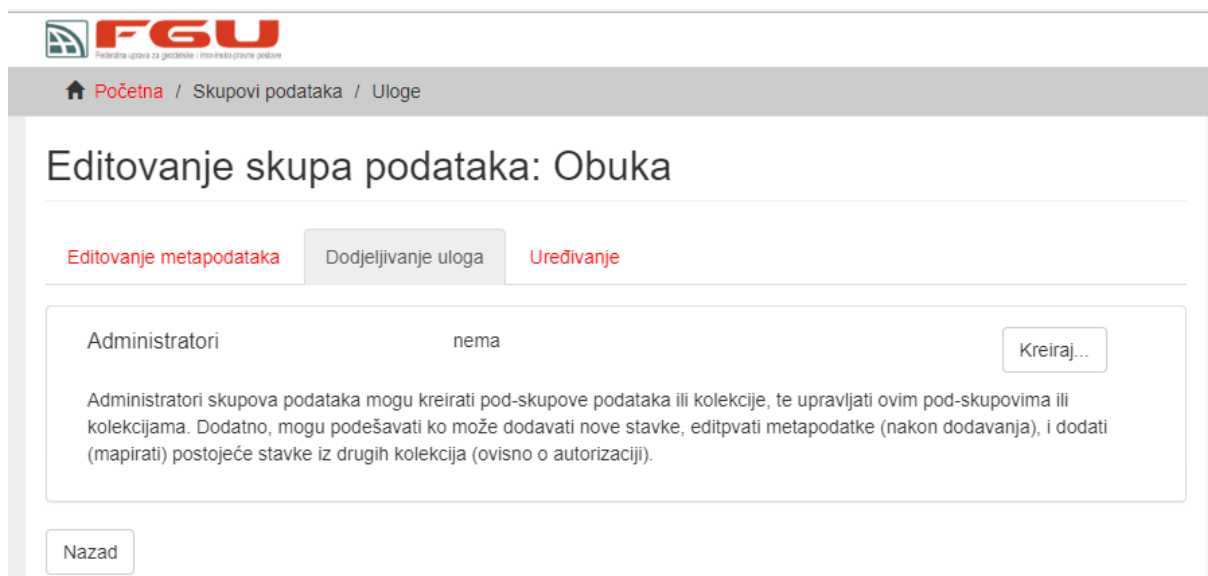 FGU
Federalna uprava za geodetske i imovinsko-pravne poslove
Početna / Skupovi podataka / Uloge
Editovanje skupa podataka: Obuka
Editovanje metapodataka Dodjeljivanje uloga Uređivanje
Administratori nema Kreiraj...
Administratori skupova podataka mogu kreirati pod-skupove podataka ili kolekcije, te upravljati ovim pod-skupovima ili
kolekcijama. Dodatno, mogu podešavati ko može dodavati nove stavke, editpvati metapodatke (nakon dodavanja), i dodati
(mapirati) postojeće stavke iz drugih kolekcija (ovisno o autorizaciji).
Nazad